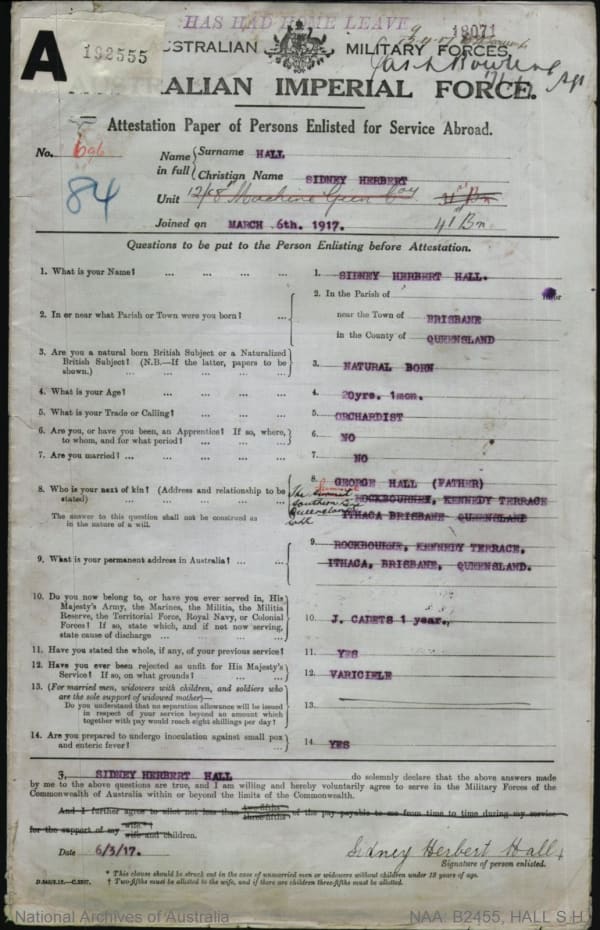 HAS HAD HOME LEAVE
18071
A
192555
AUSTRALIAN MILITARY FORCES.
AUSTRALIAN IMPERIAL FORCE.
Attestation Paper of Persons Enlisted for Service Abroad.
No. 696
84
Name in full
Surname HALL
Christian Name SIDNEY HERBERT
Unit 12/8th Machine Gun Coy 41st Bn
41st Bn.
Joined on MARCH 6th. 1917.
Questions to be put to the Person Enlisting before Attestation.
1. What is your Name? ... ... ... 1. SIDNEY HERBERT HALL.
2. In or near what Parish or Town were you born? ... 2. In the Parish of
near the Town of BRISBANE
in the County of QUEENSLAND
3. Are you a natural born British Subject or a Naturalized
British Subject? (N.B.—If the latter, papers to be
shown.) ... ... ... ... 3. NATURAL BORN
4. What is your Age? ... ... ... 4. 20yrs. 1mon.
5. What is your Trade or Calling? ... ... ... 5. ORCHARDIST
6. Are you, or have you been, an Apprentice? If so, where,
to whom, and for what period? ... ... ... 6. NO
7. Are you married? ... ... ... ... 7. NO
8. Who is your next of kin? (Address and relationship to be
stated) ... ... ... ...
The answer to this question shall not be construed as
in the nature of a will.
8. GEORGE HALL (FATHER)
ROCKBOURNE, KENNEDY TERRACE
ITHACA BRISBANE QUEENSLAND
The Summit
Queensland
9. What is your permanent address in Australia? ... ... 9. ROCKBOURNE, KENNEDY TERRACE,
ITHACA, BRISBANE, QUEENSLAND.
10. Do you now belong to, or have you ever served in, His
Majesty's Army, the Marines, the Militia, the Militia
Reserve, the Territorial Force, Royal Navy, or Colonial
Forces? If so, state which, and if not now serving,
state cause of discharge ... ... ... 10. J. CADETS 1 year.,
11. Have you stated the whole, if any, of your previous service? 11. YES
12. Have you ever been rejected as unfit for His Majesty's
Service? If so, on what grounds? ... ... 12. VARICIELE
13. (For married men, widowers with children, and soldiers who
are the sole support of widowed mother)—
Do you understand that no separation allowance will be issued
in respect of your service beyond an amount which
together with pay would reach eight shillings per day? 13.
14. Are you prepared to undergo inoculation against small pox
and enteric fever? ... ... ... 14. YES
I, SIDNEY HERBERT HALL do solemnly declare that the above answers made
by me to the above questions are true, and I am willing and hereby voluntarily agree to serve in the Military Forces of the
Commonwealth of Australia within or beyond the limits of the Commonwealth.
And I further agree to allot not less than two-fifths three-fifths of the pay payable to me from time to time during my service
for the support of my wife wife and children.
Date 6/3/17. Sidney Herbert Hall
Signature of person enlisted.
* This clause should be struck out in the case of unmarried men or widowers without children under 18 years of age.
† Two-fifths must be allotted to the wife, and if there are children three-fifths must be allotted.
National Archives of Australia
NAA: B2455, HALL S H